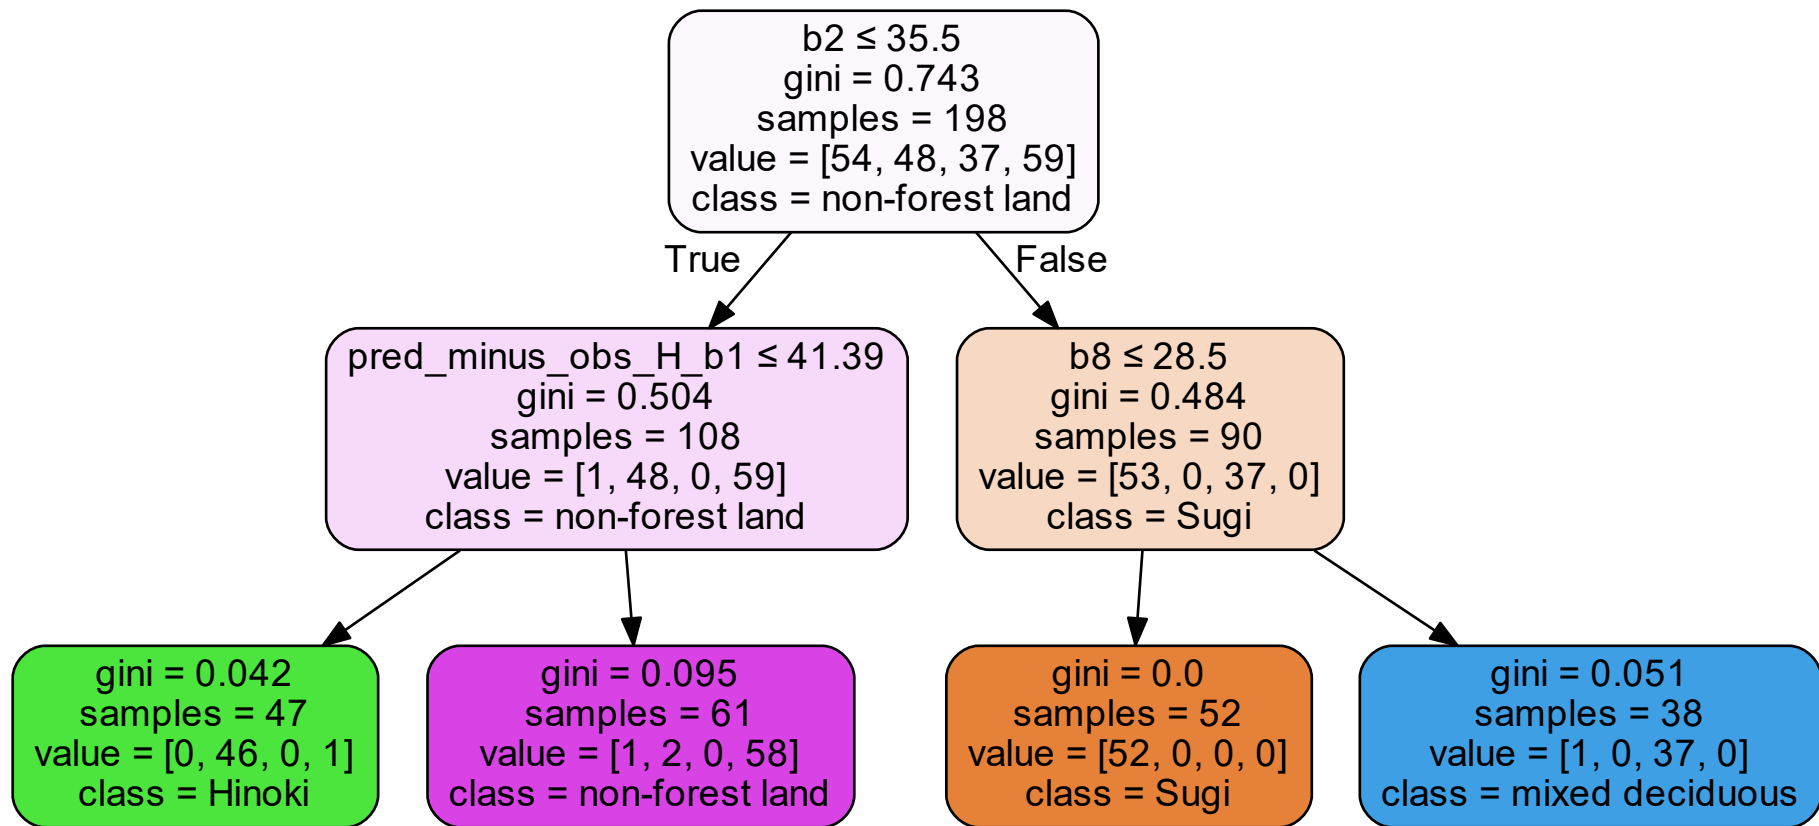 b2 ≤ 35.5
gini = 0.743
samples = 198
value = [54, 48, 37, 59]
class = non-forest land
True
False
pred_minus_obs_H_b1 ≤ 41.39
gini = 0.504
samples = 108
value = [1, 48, 0, 59]
class = non-forest land
b8 ≤ 28.5
gini = 0.484
samples = 90
value = [53, 0, 37, 0]
class = Sugi
gini = 0.042
samples = 47
value = [0, 46, 0, 1]
class = Hinoki
gini = 0.095
samples = 61
value = [1, 2, 0, 58]
class = non-forest land
gini = 0.0
samples = 52
value = [52, 0, 0, 0]
class = Sugi
gini = 0.051
samples = 38
value = [1, 0, 37, 0]
class = mixed deciduous